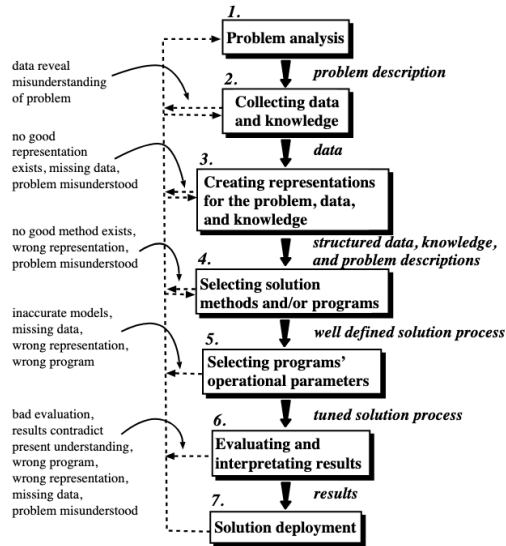 1.
Problem analysis
problem description
data reveal
misunderstanding
of problem
2.
Collecting data
and knowledge
data
no good
representation
exists, missing data,
problem misunderstood
3.
Creating representations
for the problem, data,
and knowledge
structured data, knowledge,
and problem descriptions
no good method exists,
wrong representation,
problem misunderstood
4.
Selecting solution
methods and/or programs
well defined solution process
inaccurate models,
missing data,
wrong representation,
wrong program
5.
Selecting programs'
operational parameters
tuned solution process
bad evaluation,
results contradict
present understanding,
wrong program,
wrong representation,
missing data,
problem misunderstood
6.
Evaluating and
interpretating results
results
7.
Solution deployment